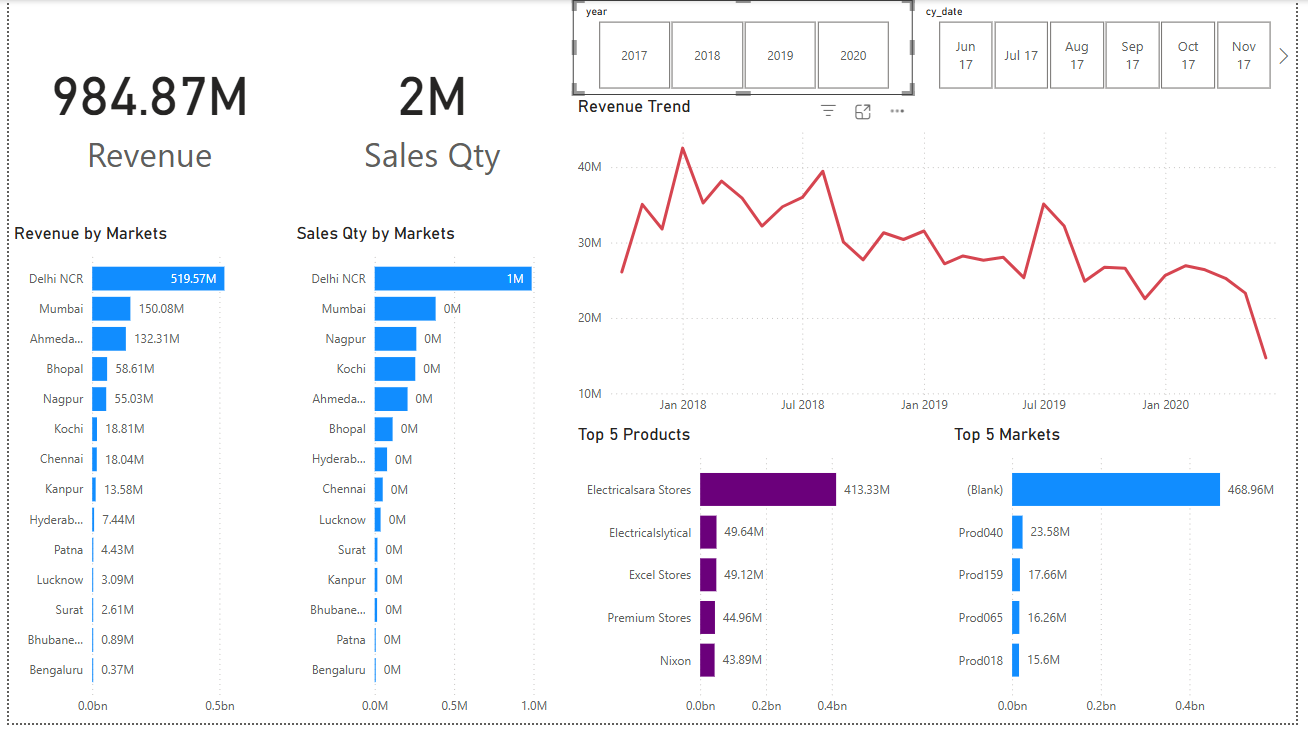 year
2017
2018
2019
2020
cy_date
Jun 17
Jul 17
Aug 17
Sep 17
Oct 17
Nov 17
984.87M
Revenue
2M
Sales Qty
Revenue Trend
40M
30M
20M
10M
Jan 2018
Jul 2018
Jan 2019
Jul 2019
Jan 2020
Revenue by Markets
Delhi NCR 519.57M
Mumbai 150.08M
Ahmeda... 132.31M
Bhopal 58.61M
Nagpur 55.03M
Kochi 18.81M
Chennai 18.04M
Kanpur 13.58M
Hyderab... 7.44M
Patna 4.43M
Lucknow 3.09M
Surat 2.61M
Bhubane... 0.89M
Bengaluru 0.37M
0.0bn 0.5bn
Sales Qty by Markets
Delhi NCR 1M
Mumbai 0M
Nagpur 0M
Kochi 0M
Ahmeda... 0M
Bhopal 0M
Hyderab... 0M
Chennai 0M
Lucknow 0M
Surat 0M
Kanpur 0M
Bhubane... 0M
Patna 0M
Bengaluru 0M
0.0M 0.5M 1.0M
Top 5 Products
Electricalsara Stores 413.33M
Electricalslytical 49.64M
Excel Stores 49.12M
Premium Stores 44.96M
Nixon 43.89M
0.0bn 0.2bn 0.4bn
Top 5 Markets
(Blank) 468.96M
Prod040 23.58M
Prod159 17.66M
Prod065 16.26M
Prod018 15.6M
0.0bn 0.2bn 0.4bn